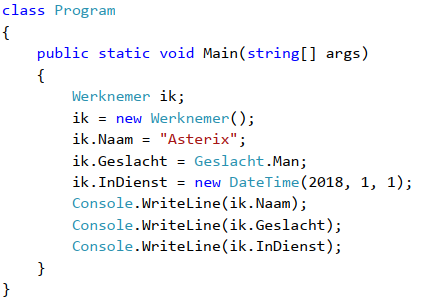 class Program
{
    public static void Main(string[] args)
    {
        Werknemer ik;
        ik = new Werknemer();
        ik.Naam = "Asterix";
        ik.Geslacht = Geslacht.Man;
        ik.InDienst = new DateTime(2018, 1, 1);
        Console.WriteLine(ik.Naam);
        Console.WriteLine(ik.Geslacht);
        Console.WriteLine(ik.InDienst);
    }
}